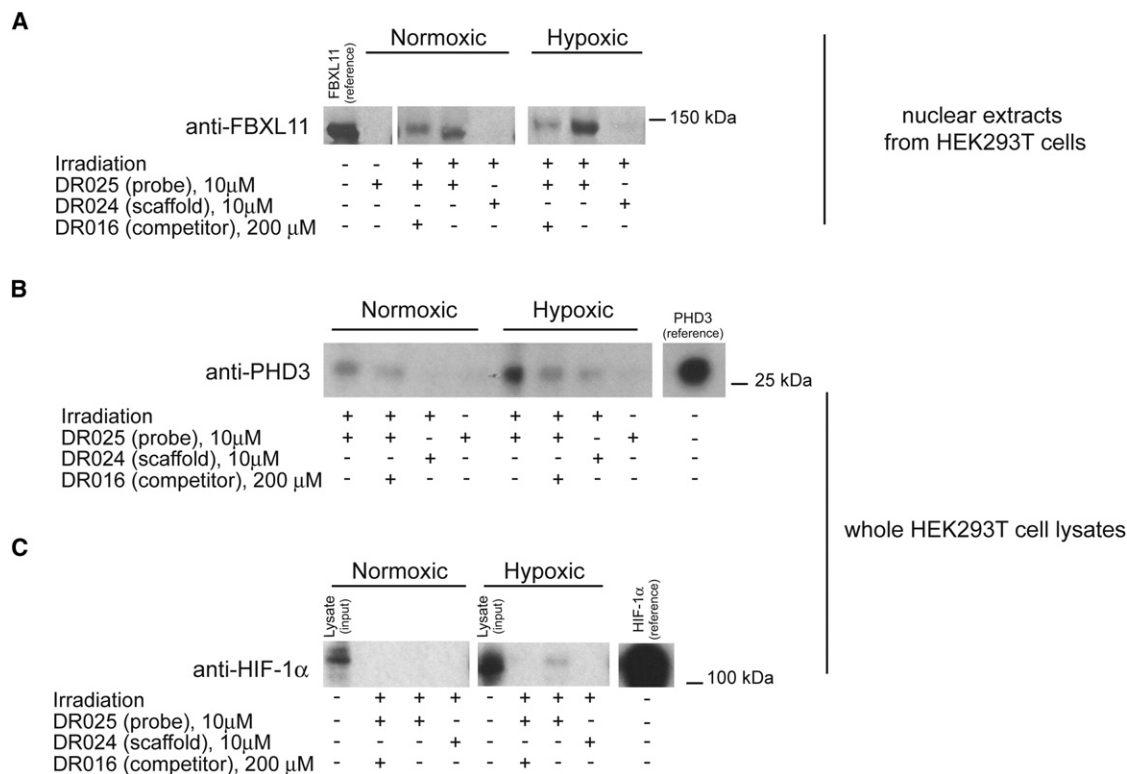 A
Normoxic
Hypoxic
FBXL11
(reference)
anti-FBXL11
150 kDa
nuclear extracts
from HEK293T cells
Irradiation - - + + + + + +
DR025 (probe), 10μM - + + + - + + -
DR024 (scaffold), 10μM - - - - + - - +
DR016 (competitor), 200 μM - - + - - + - -
B
Normoxic
Hypoxic
PHD3
(reference)
anti-PHD3
25 kDa
Irradiation + + + - + + + - -
DR025 (probe), 10μM + + - + + + - + -
DR024 (scaffold), 10μM - - + - - - + - -
DR016 (competitor), 200 μM - + - - - + - - -
whole HEK293T cell lysates
C
Normoxic
Hypoxic
Lysate
(input)
Lysate
(input)
HIF-1α
(reference)
anti-HIF-1α
100 kDa
Irradiation - + + + - + + + -
DR025 (probe), 10μM - + + - - + + - -
DR024 (scaffold), 10μM - - - + - - - + -
DR016 (competitor), 200 μM - + - - - + - - -